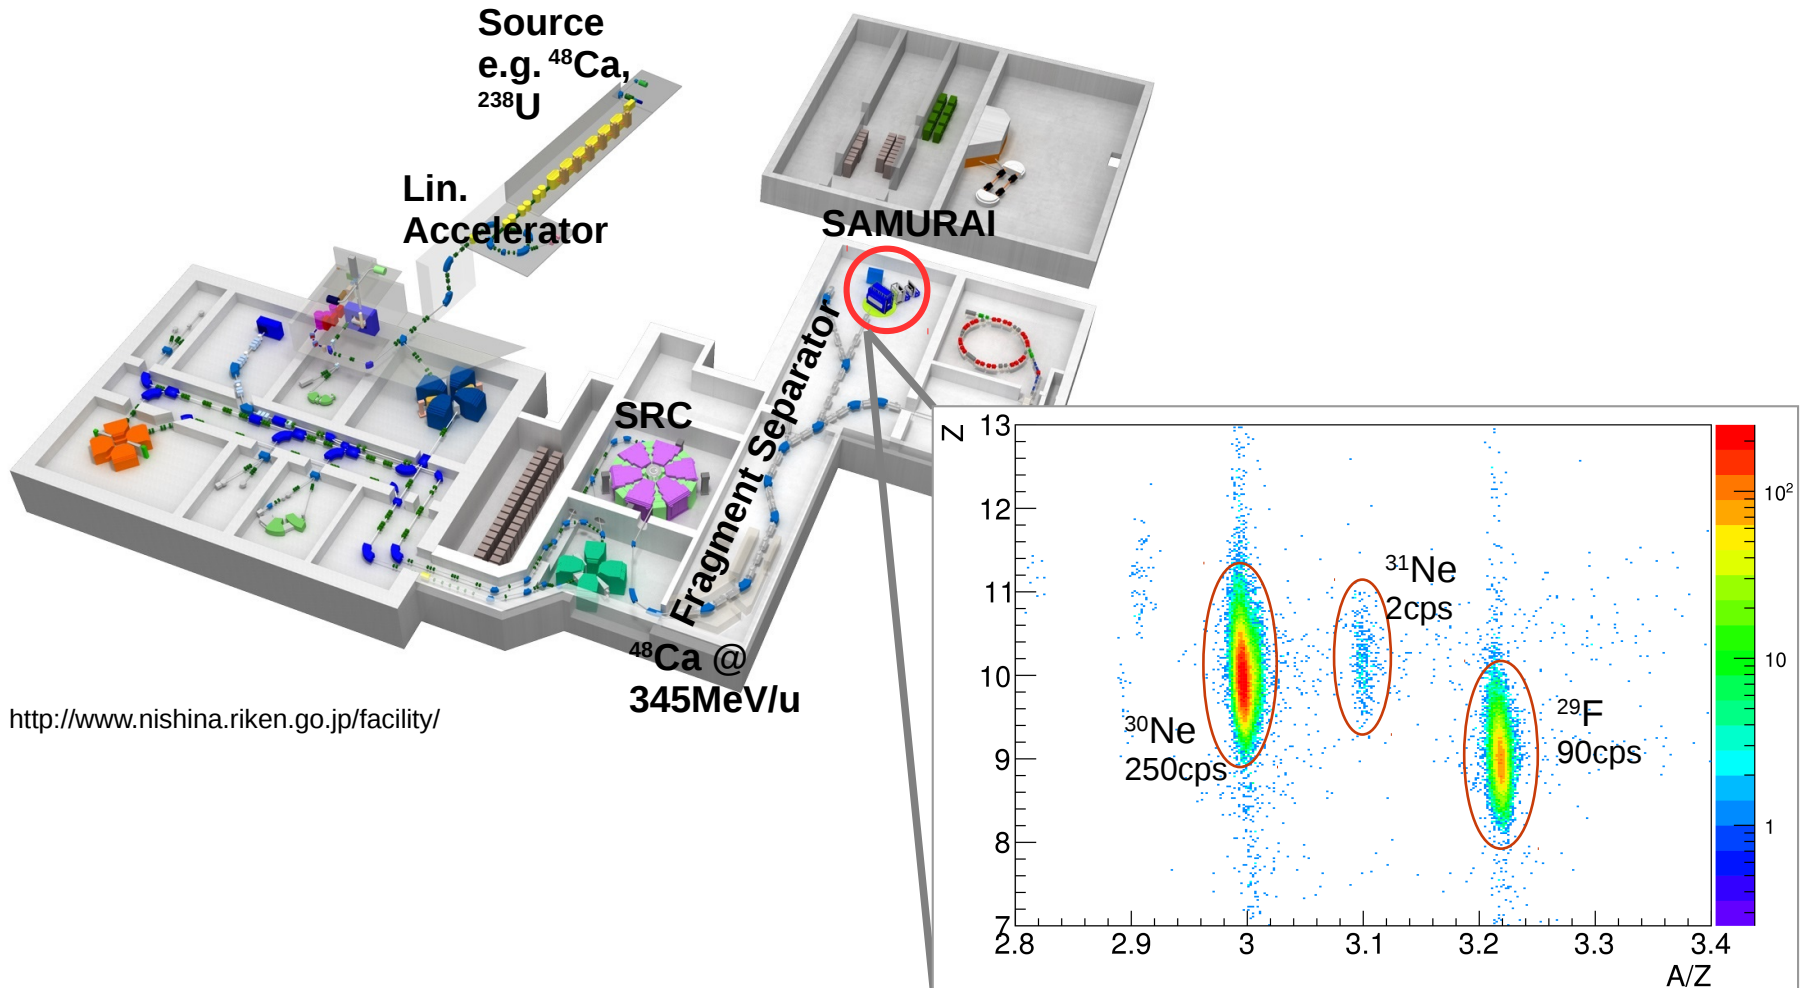 Source
e.g. ⁴⁸Ca,
²³⁸U
Lin.
Accelerator
SAMURAI
SRC
Fragment Separator
⁴⁸Ca @
345MeV/u
http://www.nishina.riken.go.jp/facility/
Z
13
12
11
10
9
8
7
2.8
2.9
3
3.1
3.2
3.3
3.4
A/Z
³⁰Ne
250cps
³¹Ne
2cps
²⁹F
90cps
10²
10
1